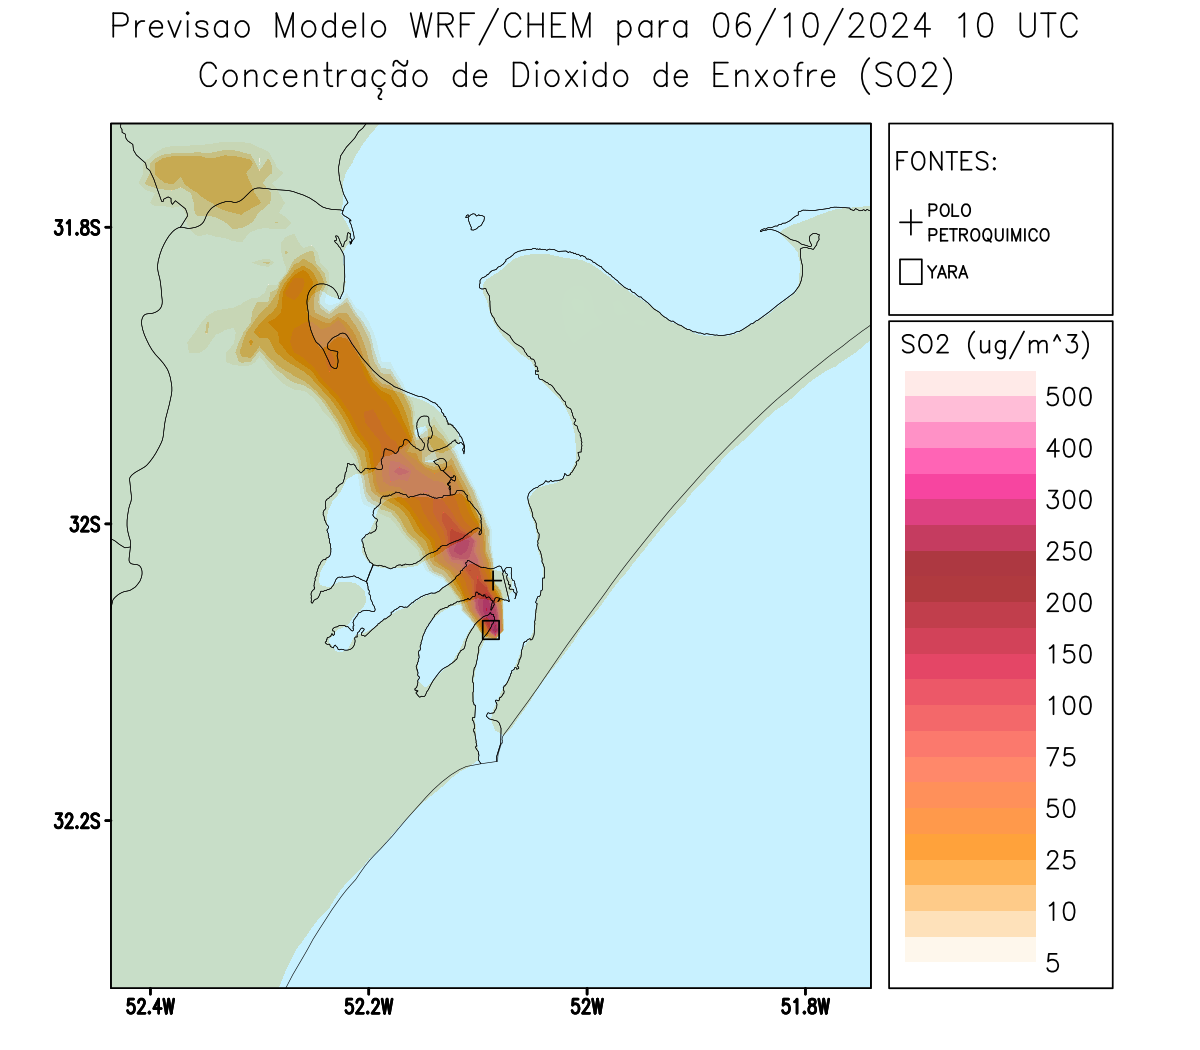 Previsao Modelo WRF/CHEM para 06/10/2024 10 UTC
Concentração de Dioxido de Enxofre (SO2)
FONTES:
POLO
PETROQUIMICO
YARA
SO2 (ug/m^3)
500
400
300
250
200
150
100
75
50
25
10
5
31.8S
32S
32.2S
52.4W
52.2W
52W
51.8W